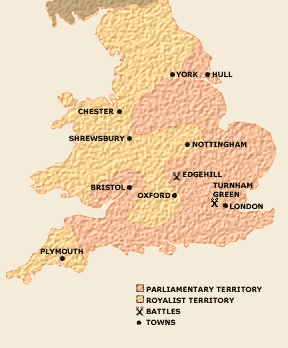 YORK
HULL
CHESTER
SHREWSBURY
NOTTINGHAM
EDGEHILL
BRISTOL
OXFORD
TURNHAM
GREEN
LONDON
PLYMOUTH
PARLIAMENTARY TERRITORY
ROYALIST TERRITORY
BATTLES
TOWNS